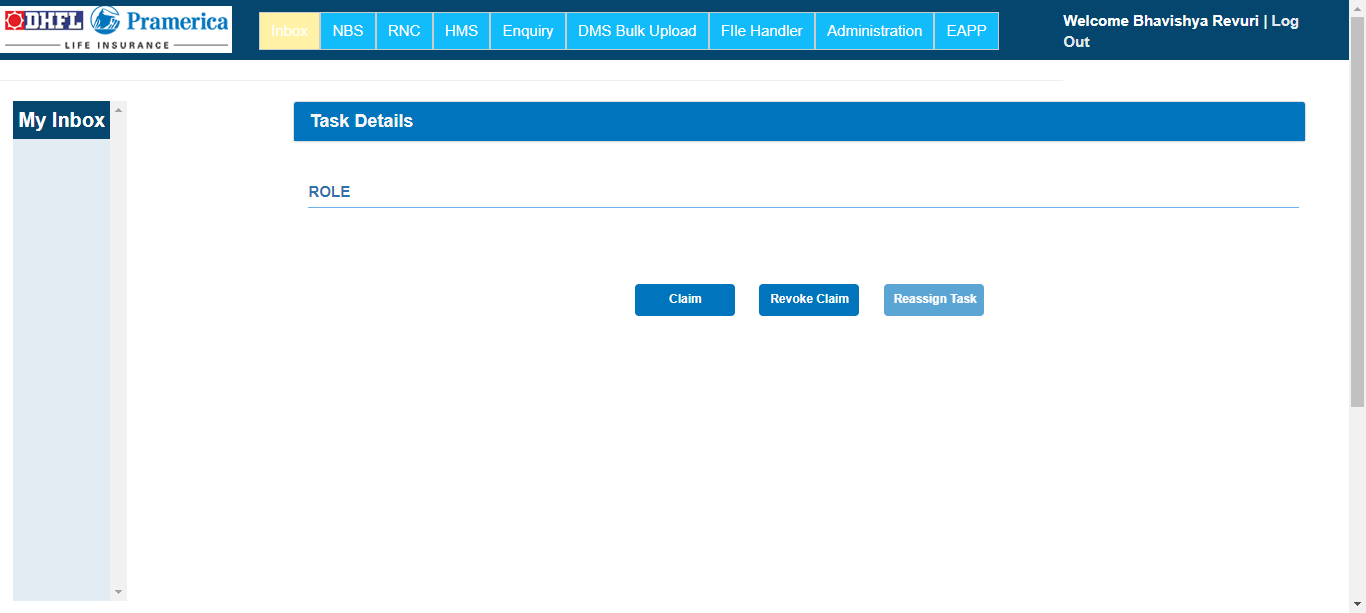 DHFL Pramerica
LIFE INSURANCE
Inbox NBS RNC HMS Enquiry DMS Bulk Upload FIle Handler Administration EAPP
Welcome Bhavishya Revuri | Log
Out
My Inbox
Task Details
ROLE
Claim Revoke Claim Reassign Task